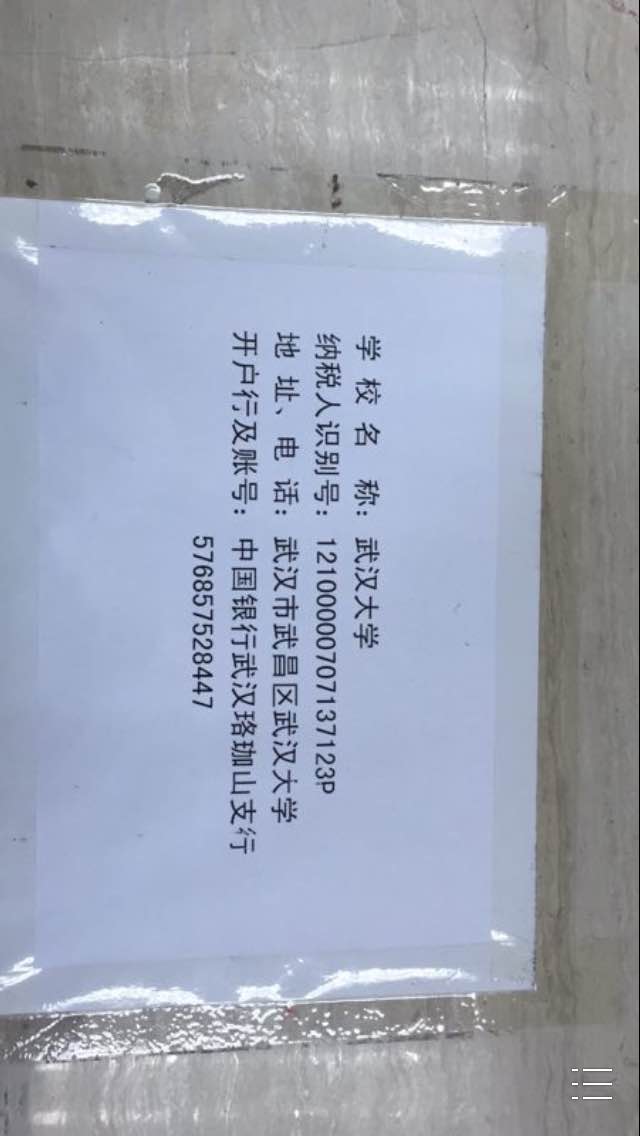 学 校 名 称：武汉大学
纳税人识别号：12100000707137123P
地 址、电 话：武汉市武昌区武汉大学
开户行及账号：中国银行武汉珞珈山支行
576857528447